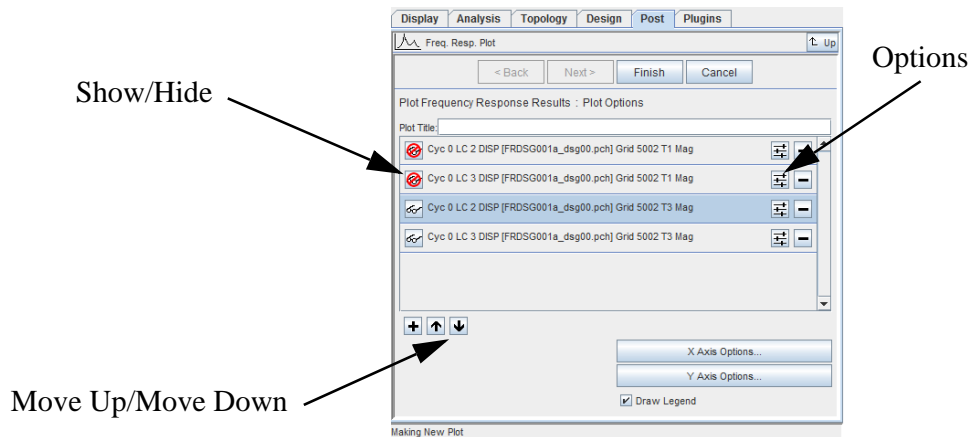 Display Analysis Topology Design Post Plugins
Freq. Resp. Plot Up
Options
< Back Next > Finish Cancel
Show/Hide
Plot Frequency Response Results : Plot Options
Plot Title:
Cyc 0 LC 2 DISP [FRDSG001a_dsg00.pch] Grid 5002 T1 Mag
Cyc 0 LC 3 DISP [FRDSG001a_dsg00.pch] Grid 5002 T1 Mag
Cyc 0 LC 2 DISP [FRDSG001a_dsg00.pch] Grid 5002 T3 Mag
Cyc 0 LC 3 DISP [FRDSG001a_dsg00.pch] Grid 5002 T3 Mag
X Axis Options...
Y Axis Options...
Move Up/Move Down
Draw Legend
Making New Plot